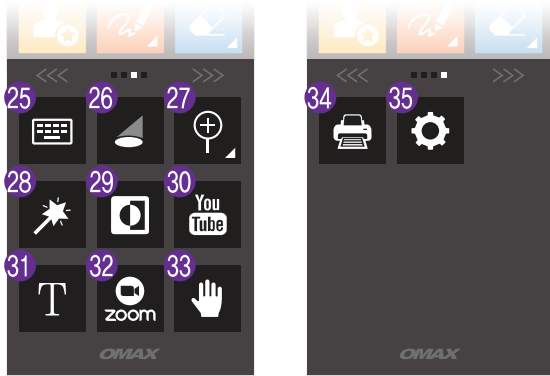 <<< >>>
<<< >>>
25 26 27
34 35
28 29 30
You
Tube
31 32 33
T
zoom
OMAX
OMAX